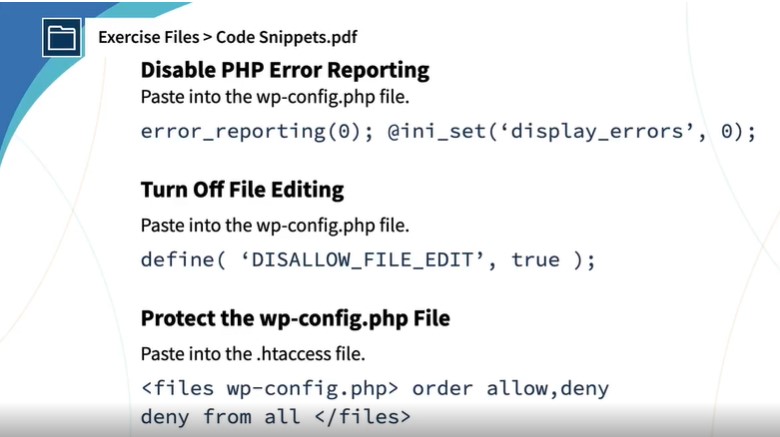 Exercise Files > Code Snippets.pdf
Disable PHP Error Reporting
Paste into the wp-config.php file.
error_reporting(0); @ini_set(‘display_errors’, 0);
Turn Off File Editing
Paste into the wp-config.php file.
define( ‘DISALLOW_FILE_EDIT’, true );
Protect the wp-config.php File
Paste into the .htaccess file.
<files wp-config.php> order allow,deny
deny from all </files>